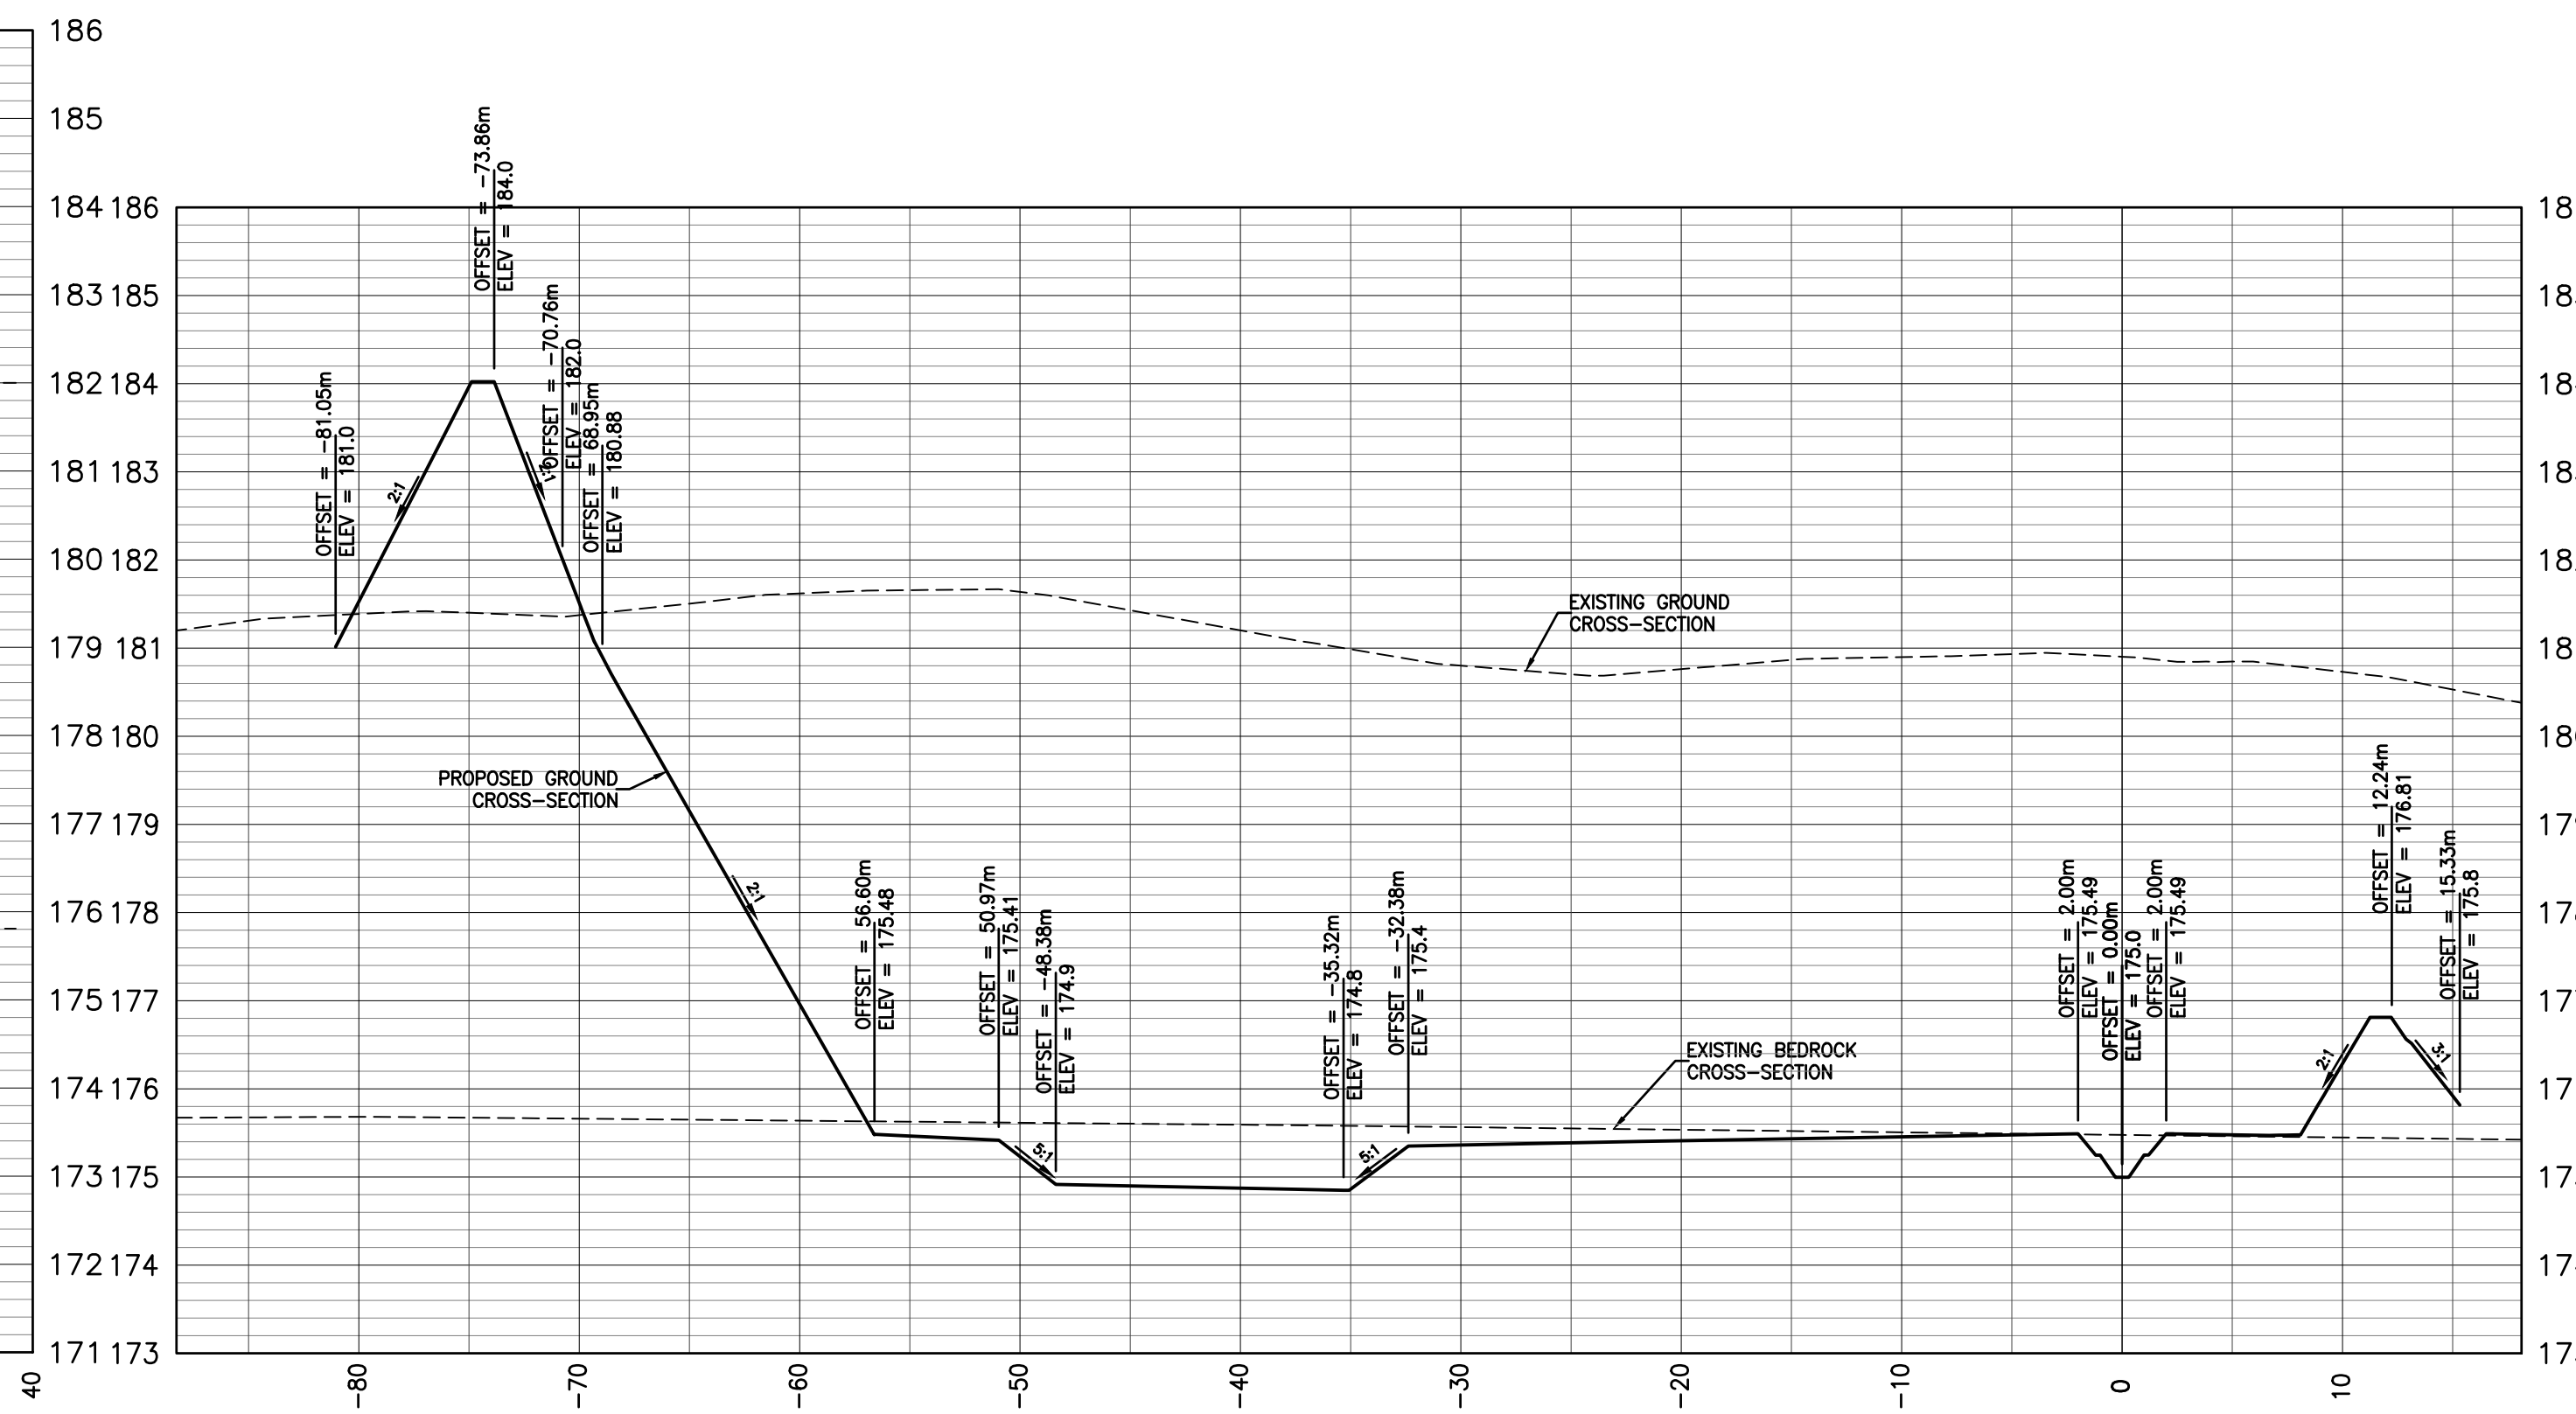 186
185
184
183
182
181
180
179
178
177
176
175
174
173
172
171
40
186
185
184
183
182
181
180
179
178
177
176
175
174
173
OFFSET = -81.05m
ELEV = 181.0
2:1
OFFSET = -73.86m
ELEV = 184.0
OFFSET = -70.76m
ELEV = 182.0
OFFSET = 68.95m
ELEV = 180.88
EXISTING GROUND
CROSS-SECTION
PROPOSED GROUND
CROSS-SECTION
2:1
OFFSET = 56.60m
ELEV = 175.48
OFFSET = 50.97m
ELEV = 175.41
5:1
OFFSET = -48.38m
ELEV = 174.9
OFFSET = -35.32m
ELEV = 174.8
5:1
OFFSET = -32.38m
ELEV = 175.4
EXISTING BEDROCK
CROSS-SECTION
OFFSET = 2.00m
ELEV = 175.49
OFFSET = 0.00m
ELEV = 175.0
OFFSET = 2.00m
ELEV = 175.49
2:1
OFFSET = 12.24m
ELEV = 176.81
3:1
OFFSET = 15.33m
ELEV = 175.8
-80
-70
-60
-50
-40
-30
-20
-10
0
10